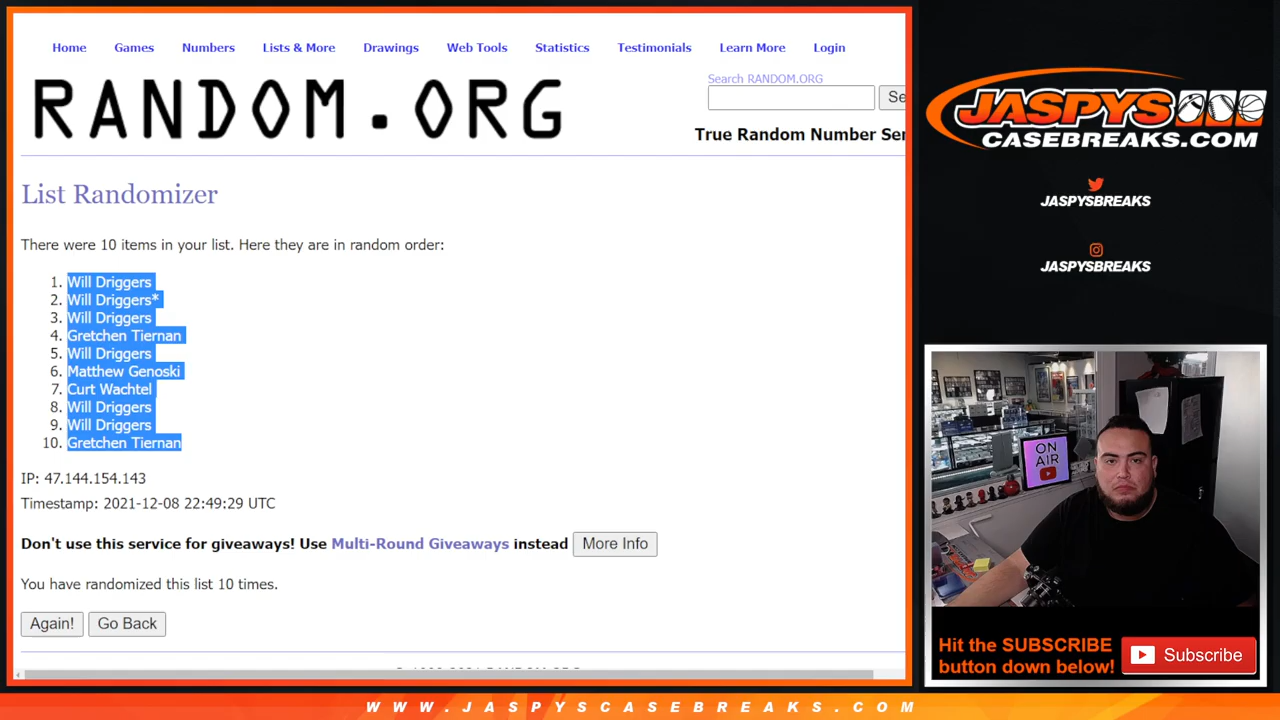 Home Games Numbers Lists & More Drawings Web Tools Statistics Testimonials Learn More Login
RANDOM.ORG
Search RANDOM.ORG
Se
True Random Number Ser
List Randomizer
There were 10 items in your list. Here they are in random order:
1. Will Driggers
2. Will Driggers*
3. Will Driggers
4. Gretchen Tiernan
5. Will Driggers
6. Matthew Genoski
7. Curt Wachtel
8. Will Driggers
9. Will Driggers
10. Gretchen Tiernan
IP: 47.144.154.143
Timestamp: 2021-12-08 22:49:29 UTC
Don't use this service for giveaways! Use Multi-Round Giveaways instead More Info
You have randomized this list 10 times.
Again! Go Back
JASPYS
CASEBREAKS.COM
JASPYSBREAKS
JASPYSBREAKS
ON
AIR
Hit the SUBSCRIBE
button down below!
Subscribe
WWW.JASPYSCASEBREAKS.COM